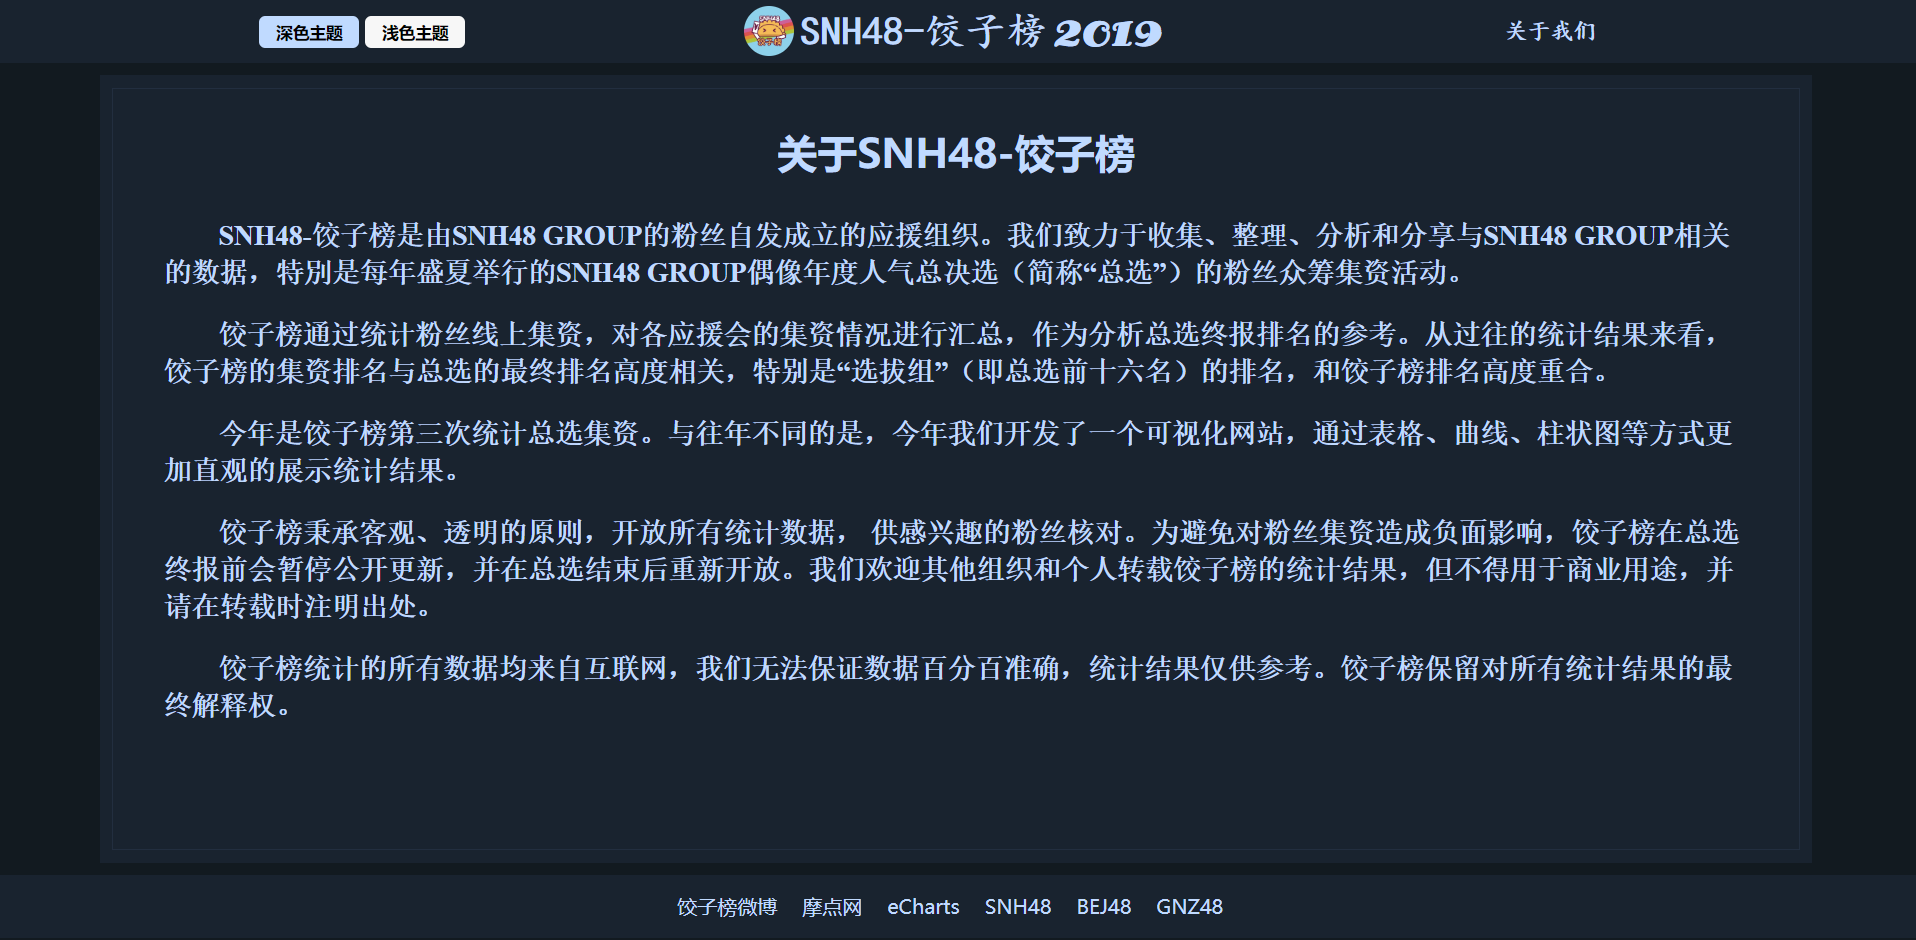 深色主题 浅色主题 SNH48-饺子榜 2019 关于我们
关于SNH48-饺子榜
SNH48-饺子榜是由SNH48 GROUP的粉丝自发成立的应援组织。我们致力于收集、整理、分析和分享与SNH48 GROUP相关
的数据，特别是每年盛夏举行的SNH48 GROUP偶像年度人气总决选（简称“总选”）的粉丝众筹集资活动。
饺子榜通过统计粉丝线上集资，对各应援会的集资情况进行汇总，作为分析总选终报排名的参考。从过往的统计结果来看，
饺子榜的集资排名与总选的最终排名高度相关，特别是“选拔组”（即总选前十六名）的排名，和饺子榜排名高度重合。
今年是饺子榜第三次统计总选集资。与往年不同的是，今年我们开发了一个可视化网站，通过表格、曲线、柱状图等方式更
加直观的展示统计结果。
饺子榜秉承客观、透明的原则，开放所有统计数据， 供感兴趣的粉丝核对。为避免对粉丝集资造成负面影响，饺子榜在总选
终报前会暂停公开更新，并在总选结束后重新开放。我们欢迎其他组织和个人转载饺子榜的统计结果，但不得用于商业用途，并
请在转载时注明出处。
饺子榜统计的所有数据均来自互联网，我们无法保证数据百分百准确，统计结果仅供参考。饺子榜保留对所有统计结果的最
终解释权。
饺子榜微博 摩点网 eCharts SNH48 BEJ48 GNZ48